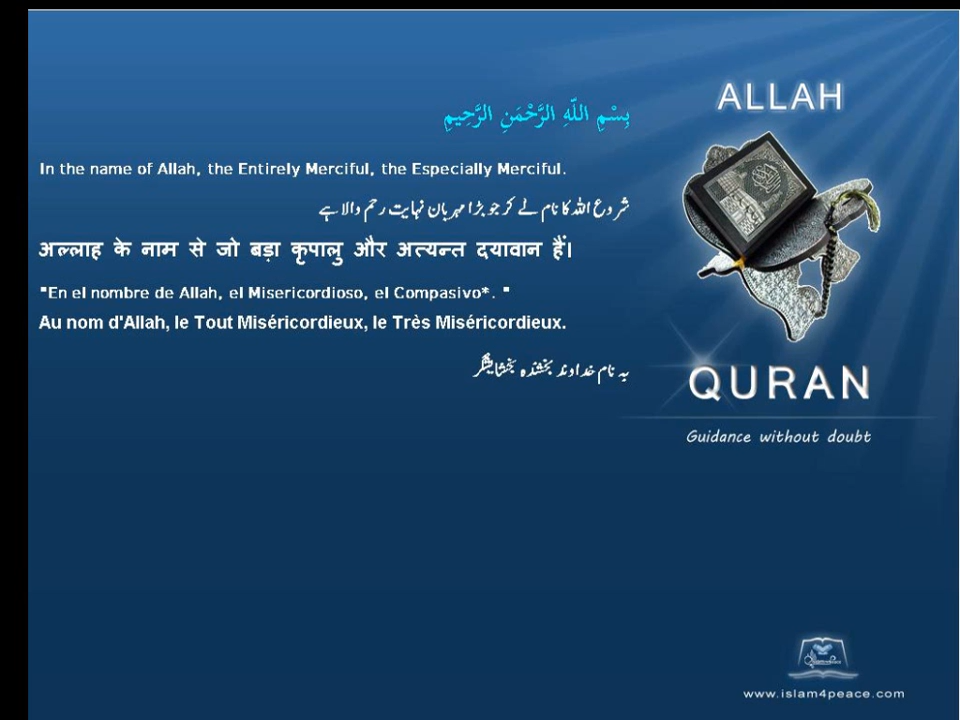 بِسْمِ اللّهِ الرَّحْمَنِ الرَّحِيمِ
In the name of Allah, the Entirely Merciful, the Especially Merciful.
شروع الله کا نام لے کر جو بڑا مہربان نہایت رحم والا ہے
अल्लाह के नाम से जो बड़ा कृपालु और अत्यन्त दयावान हैं।
"En el nombre de Allah, el Misericordioso, el Compasivo*. "
Au nom d'Allah, le Tout Miséricordieux, le Très Miséricordieux.
به نام خداوند بخشنده بخشایشگر
ALLAH
QURAN
Guidance without doubt
www.islam4peace.com